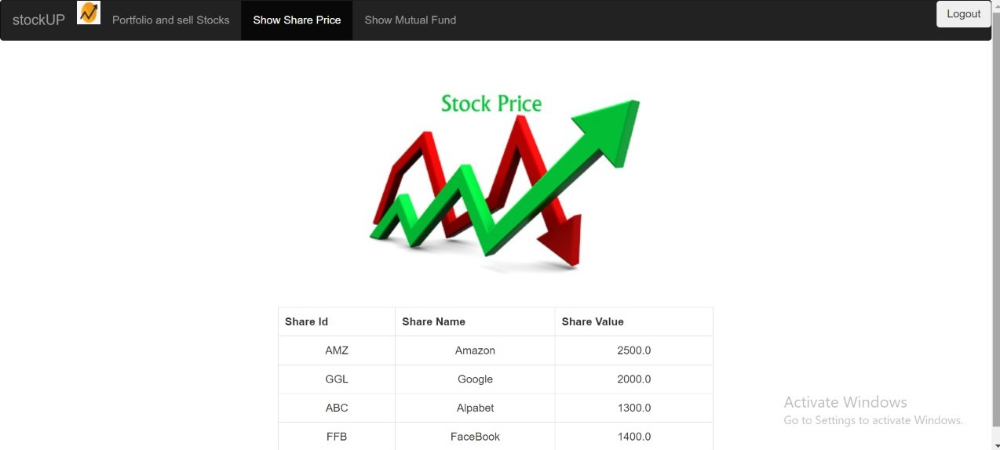 stockUP Portfolio and sell Stocks Show Share Price Show Mutual Fund Logout
Stock Price
Share Id Share Name Share Value
AMZ Amazon 2500.0
GGL Google 2000.0
ABC Alpabet 1300.0
FFB FaceBook 1400.0
Activate Windows
Go to Settings to activate Windows.